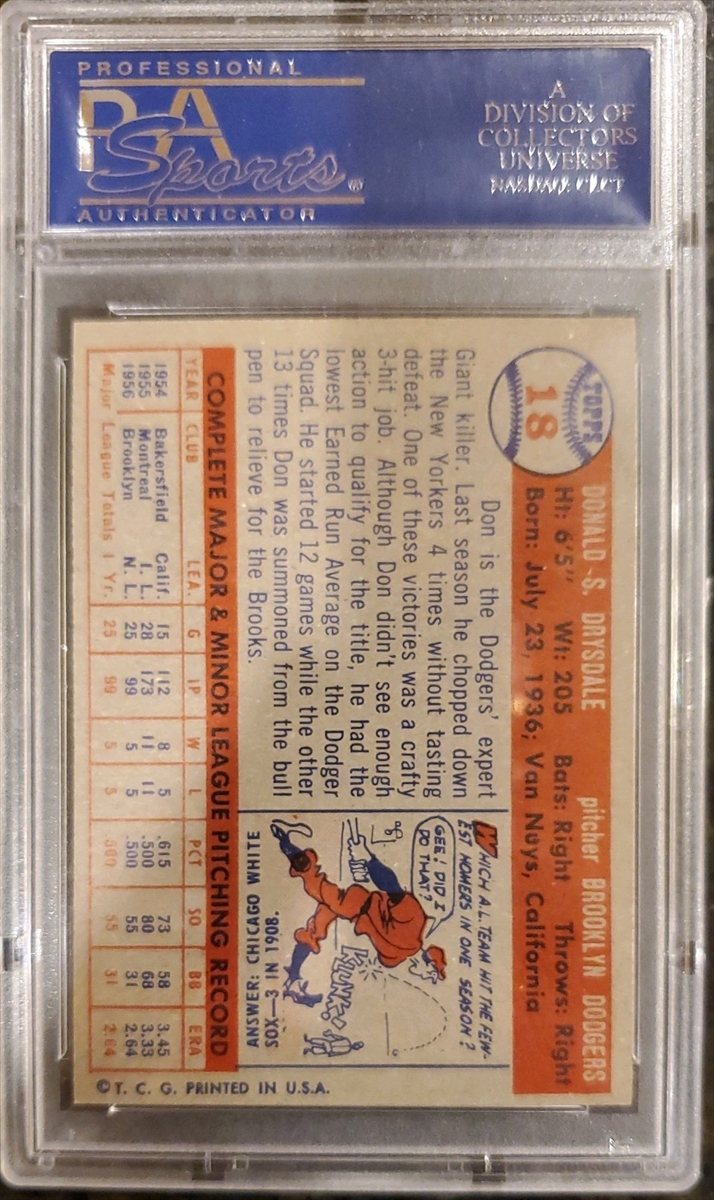 PROFESSIONAL
PSA
Sports®
AUTHENTICATOR
A
DIVISION OF
COLLECTORS
UNIVERSE
NASDAQ: CLCT
TOPPS
18
DONALD S. DRYSDALE pitcher BROOKLYN DODGERS
Ht: 6'5" Wt: 205 Bats: Right Throws: Right
Born: July 23, 1936; Van Nuys, California
Don is the Dodgers' expert
Giant killer. Last season he chopped down
the New Yorkers 4 times without tasting
defeat. One of these victories was a crafty
3-hit job. Although Don didn't see enough
action to qualify for the title, he had the
lowest Earned Run Average on the Dodger
Squad. He started 12 games while the other
13 times Don was summoned from the bull
pen to relieve for the Brooks.
WHICH A.L. TEAM HIT THE FEW-
EST HOMERS IN ONE SEASON?
GEE! DID I
DO THAT?
KLUNK!
ANSWER: CHICAGO WHITE
SOX - 3 IN 1908.
COMPLETE MAJOR & MINOR LEAGUE PITCHING RECORD
YEAR CLUB LEA. G IP W L PCT SO BB ERA
1954 Bakersfield Calif. 15 112 8 5 .615 73 58 3.45
1955 Montreal I. L. 28 173 11 11 .500 80 68 3.33
1956 Brooklyn N. L. 25 99 5 5 .500 55 31 2.64
Major League Totals 1 Yr. 25 99 5 5 .500 55 31 2.64
© T. C. G. PRINTED IN U.S.A.